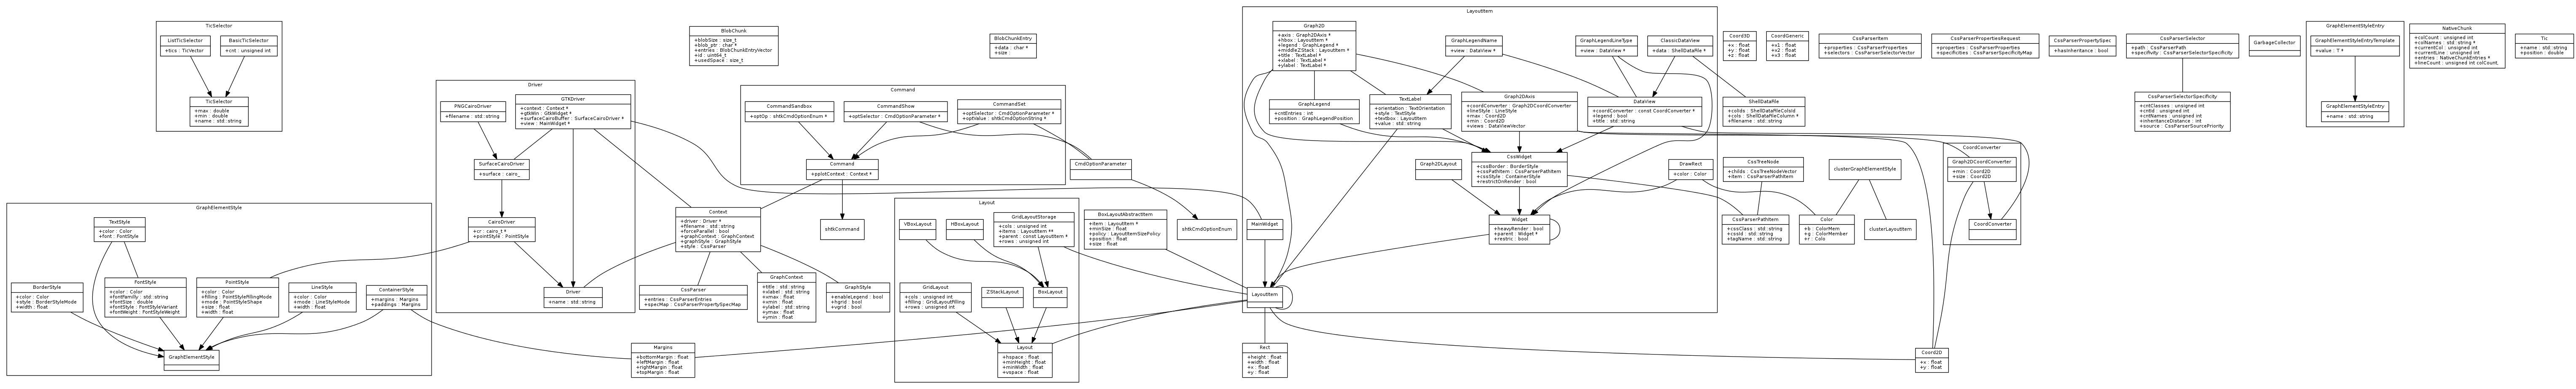 TicSelector
ListTicSelector
+tics : TicVector
BasicTicSelector
+cnt : unsigned int
TicSelector
+max : double
+min : double
+name : std::string
GraphElementStyle
TextStyle
+color : Color
+font : FontStyle
BorderStyle
+color : Color
+style : BorderStyleMode
+width : float
FontStyle
+color : Color
+fontFamilly : std::string
+fontSize : double
+fontStyle : FontStyleVariant
+fontWeight : FontStyleWeight
PointStyle
+color : Color
+filling : PointStyleFillingMode
+mode : PointStyleShape
+size : float
+width : float
LineStyle
+color : Color
+mode : LineStyleMode
+width : float
ContainerStyle
+margins : Margins
+paddings : Margins
GraphElementStyle
Driver
PNGCairoDriver
+filename : std::string
GTKDriver
+context : Context *
+gtkWin : GtkWidget *
+surfaceCairoBuffer : SurfaceCairoDriver *
+view : MainWidget *
SurfaceCairoDriver
+surface : cairo_
CairoDriver
+cr : cairo_t *
+pointStyle : PointStyle
Driver
+name : std::string
BlobChunk
+blobSize : size_t
+blob_ptr : char *
+entries : BlobChunkEntryVector
+id : uint64_t
+usedSpace : size_t
BlobChunkEntry
+data : char *
+size
Command
CommandSandbox
+optOp : shtkCmdOptionEnum *
CommandShow
+optSelector : CmdOptionParameter *
CommandSet
+optSelector : CmdOptionParameter *
+optValue : shtkCmdOptionString *
Command
+pplotContext : Context *
CmdOptionParameter
shtkCommand
shtkCmdOptionEnum
Context
+driver : Driver *
+filename : std::string
+forceParallel : bool
+graphContext : GraphContext
+graphStyle : GraphStyle
+style : CssParser
CssParser
+entries : CssParserEntries
+specMap : CssParserPropertySpecMap
GraphContext
+title : std::string
+xlabel : std::string
+xmax : float
+xmin : float
+ylabel : std::string
+ymax : float
+ymin : float
GraphStyle
+enableLegend : bool
+hgrid : bool
+vgrid : bool
Margins
+bottomMargin : float
+leftMargin : float
+rightMargin : float
+topMargin : float
Layout
VBoxLayout
HBoxLayout
GridLayoutStorage
+cols : unsigned int
+items : LayoutItem **
+parent : const LayoutItem *
+rows : unsigned int
GridLayout
+cols : unsigned int
+filling : GridLayoutFilling
+rows : unsigned int
ZStackLayout
BoxLayout
Layout
+hspace : float
+minHeight : float
+minWidth : float
+vspace : float
BoxLayoutAbstractItem
+item : LayoutItem *
+minSize : float
+policy : LayoutItemSizePolicy
+position : float
+size : float
LayoutItem
Graph2D
+axis : Graph2DAxis *
+hbox : LayoutItem *
+legend : GraphLegend *
+middleZStack : LayoutItem *
+title : TextLabel *
+xlabel : TextLabel *
+ylabel : TextLabel *
GraphLegendName
+view : DataView *
GraphLegendLineType
+view : DataView *
ClassicDataView
+data : ShellDataFile *
GraphLegend
+cntEntries : int
+position : GraphLegendPosition
TextLabel
+orientation : TextOrientation
+style : TextStyle
+textbox : LayoutItem
+value : std::string
Graph2DAxis
+coordConverter : Graph2DCoordConverter
+lineStyle : LineStyle
+max : Coord2D
+min : Coord2D
+views : DataViewVector
DataView
+coordConverter : const CoordConverter *
+legend : bool
+title : std::string
Graph2DLayout
CssWidget
+cssBorder : BorderStyle
+cssPathItem : CssParserPathItem
+cssStyle : ContainerStyle
+restrictOnRender : bool
DrawRect
+color : Color
MainWidget
Widget
+heavyRender : bool
+parent : Widget *
+restric : bool
LayoutItem
Rect
+height : float
+width : float
+x : float
+y : float
Coord3D
+x : float
+y : float
+z : float
CoordGeneric
+x1 : float
+x2 : float
+x3 : float
ShellDataFile
+colids : ShellDataFileColsId
+cols : ShellDataFileColumn *
+filename : std::string
CssTreeNode
+childs : CssTreeNodeVector
+item : CssParserPathItem
clusterGraphElementStyle
CssParserPathItem
+cssClass : std::string
+cssId : std::string
+tagName : std::string
Color
+b : ColorMem
+g : ColorMember
+r : Colo
clusterLayoutItem
CoordConverter
Graph2DCoordConverter
+min : Coord2D
+size : Coord2D
CoordConverter
Coord2D
+x : float
+y : float
CssParserItem
+properties : CssParserProperties
+selectors : CssParserSelectorVector
CssParserPropertiesRequest
+properties : CssParserProperties
+specificities : CssParserSpecificityMap
CssParserPropertySpec
+hasInheritance : bool
CssParserSelector
+path : CssParserPath
+specificity : CssParserSelectorSpecificity
CssParserSelectorSpecificity
+cntClasses : unsigned int
+cntId : unsigned int
+cntNames : unsigned int
+inheritanceDistance : int
+source : CssParserSourcePriority
GarbageCollector
GraphElementStyleEntry
GraphElementStyleEntryTemplate
+value : T *
GraphElementStyleEntry
+name : std::string
NativeChunk
+colCount : unsigned int
+colNames : std::string *
+currentCol : unsigned int
+currentLine : unsigned int
+entries : NativeChunkEntries *
+lineCount : unsigned int colCount,
Tic
+name : std::string
+position : double